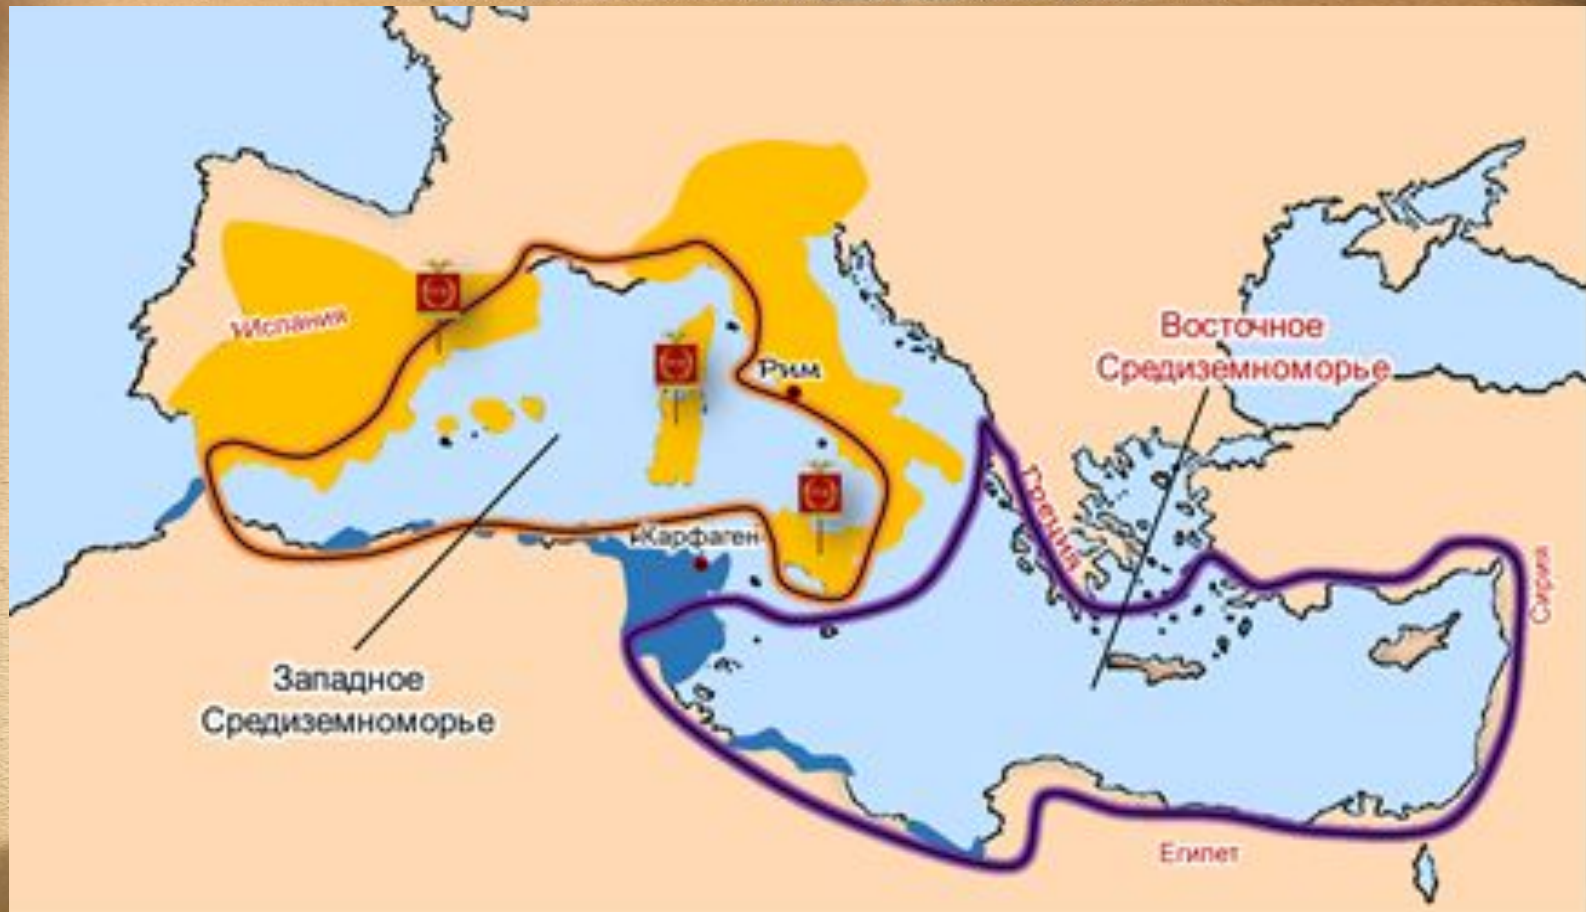 Испания
Рим
Карфаген
Западное
Средиземноморье
Восточное
Средиземноморье
Греция
Сирия
Египет